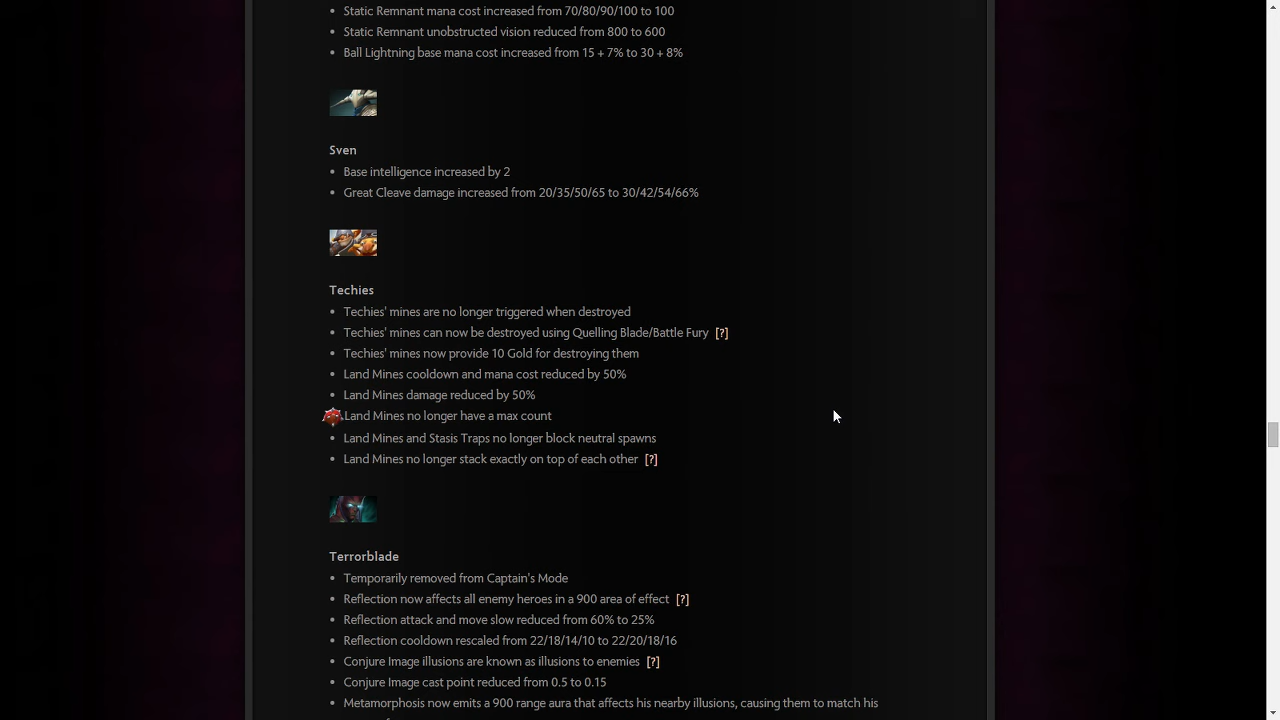 Static Remnant mana cost increased from 70/80/90/100 to 100
Static Remnant unobstructed vision reduced from 800 to 600
Ball Lightning base mana cost increased from 15 + 7% to 30 + 8%
Sven
Base intelligence increased by 2
Great Cleave damage increased from 20/35/50/65 to 30/42/54/66%
Techies
Techies' mines are no longer triggered when destroyed
Techies' mines can now be destroyed using Quelling Blade/Battle Fury [?]
Techies' mines now provide 10 Gold for destroying them
Land Mines cooldown and mana cost reduced by 50%
Land Mines damage reduced by 50%
Land Mines no longer have a max count
Land Mines and Stasis Traps no longer block neutral spawns
Land Mines no longer stack exactly on top of each other [?]
Terrorblade
Temporarily removed from Captain's Mode
Reflection now affects all enemy heroes in a 900 area of effect [?]
Reflection attack and move slow reduced from 60% to 25%
Reflection cooldown rescaled from 22/18/14/10 to 22/20/18/16
Conjure Image illusions are known as illusions to enemies [?]
Conjure Image cast point reduced from 0.5 to 0.15
Metamorphosis now emits a 900 range aura that affects his nearby illusions, causing them to match his